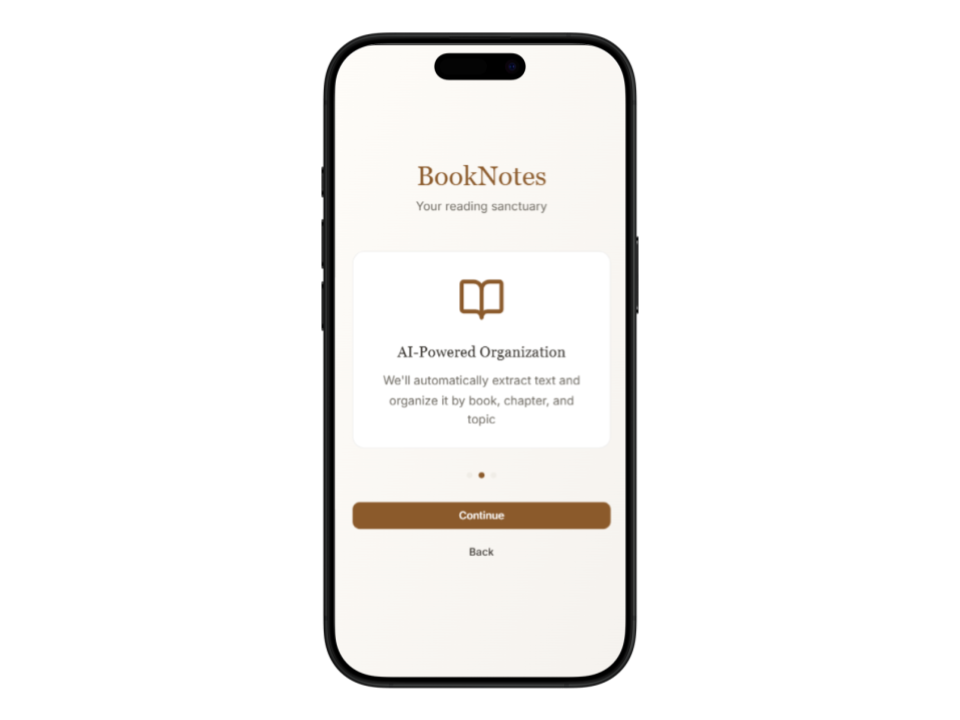 BookNotes
Your reading sanctuary
AI-Powered Organization
We'll automatically extract text and
organize it by book, chapter, and
topic
Continue
Back